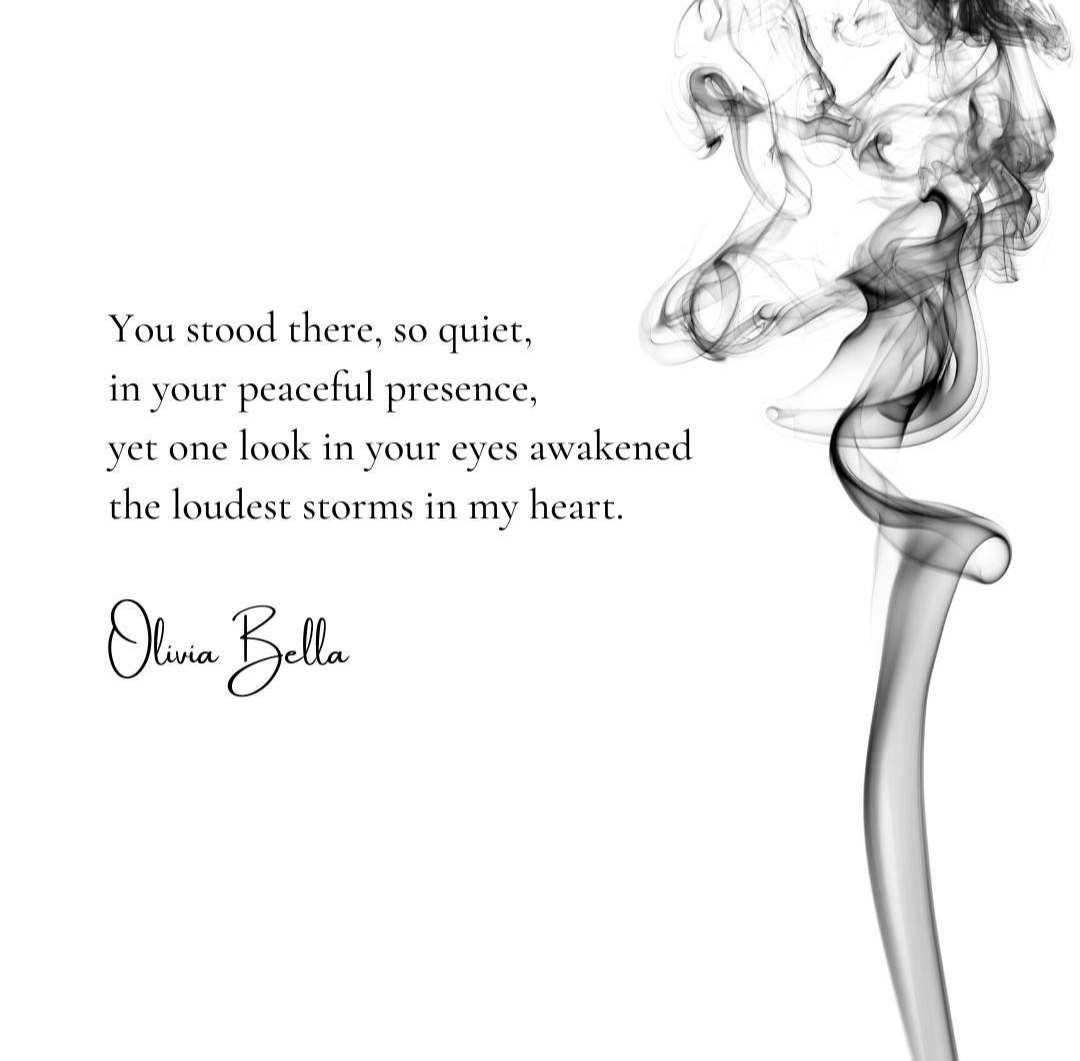 You stood there, so quiet,
in your peaceful presence,
yet one look in your eyes awakened
the loudest storms in my heart.
Olivia Bella